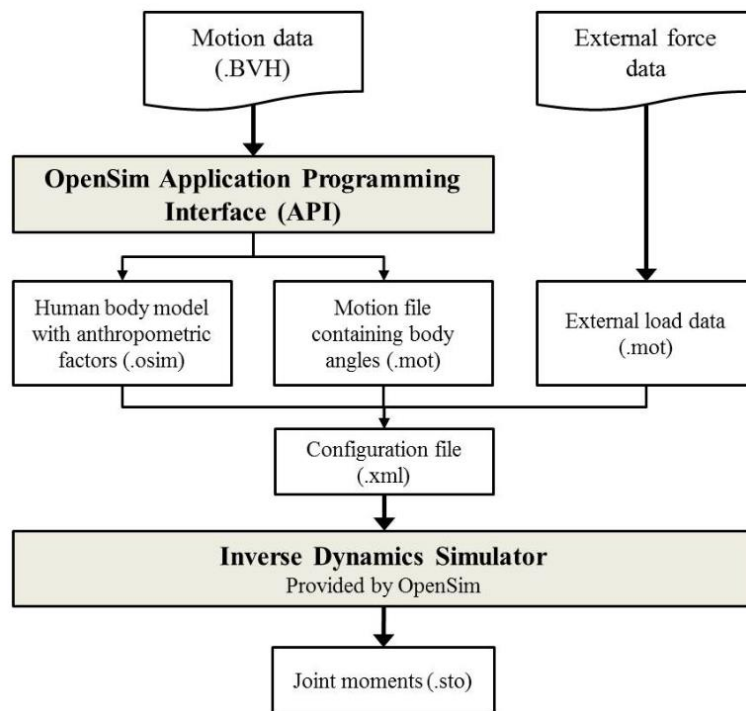 Motion data
(.BVH)
External force
data
OpenSim Application Programming
Interface (API)
Human body model
with anthropometric
factors (.osim)
Motion file
containing body
angles (.mot)
External load data
(.mot)
Configuration file
(.xml)
Inverse Dynamics Simulator
Provided by OpenSim
Joint moments (.sto)